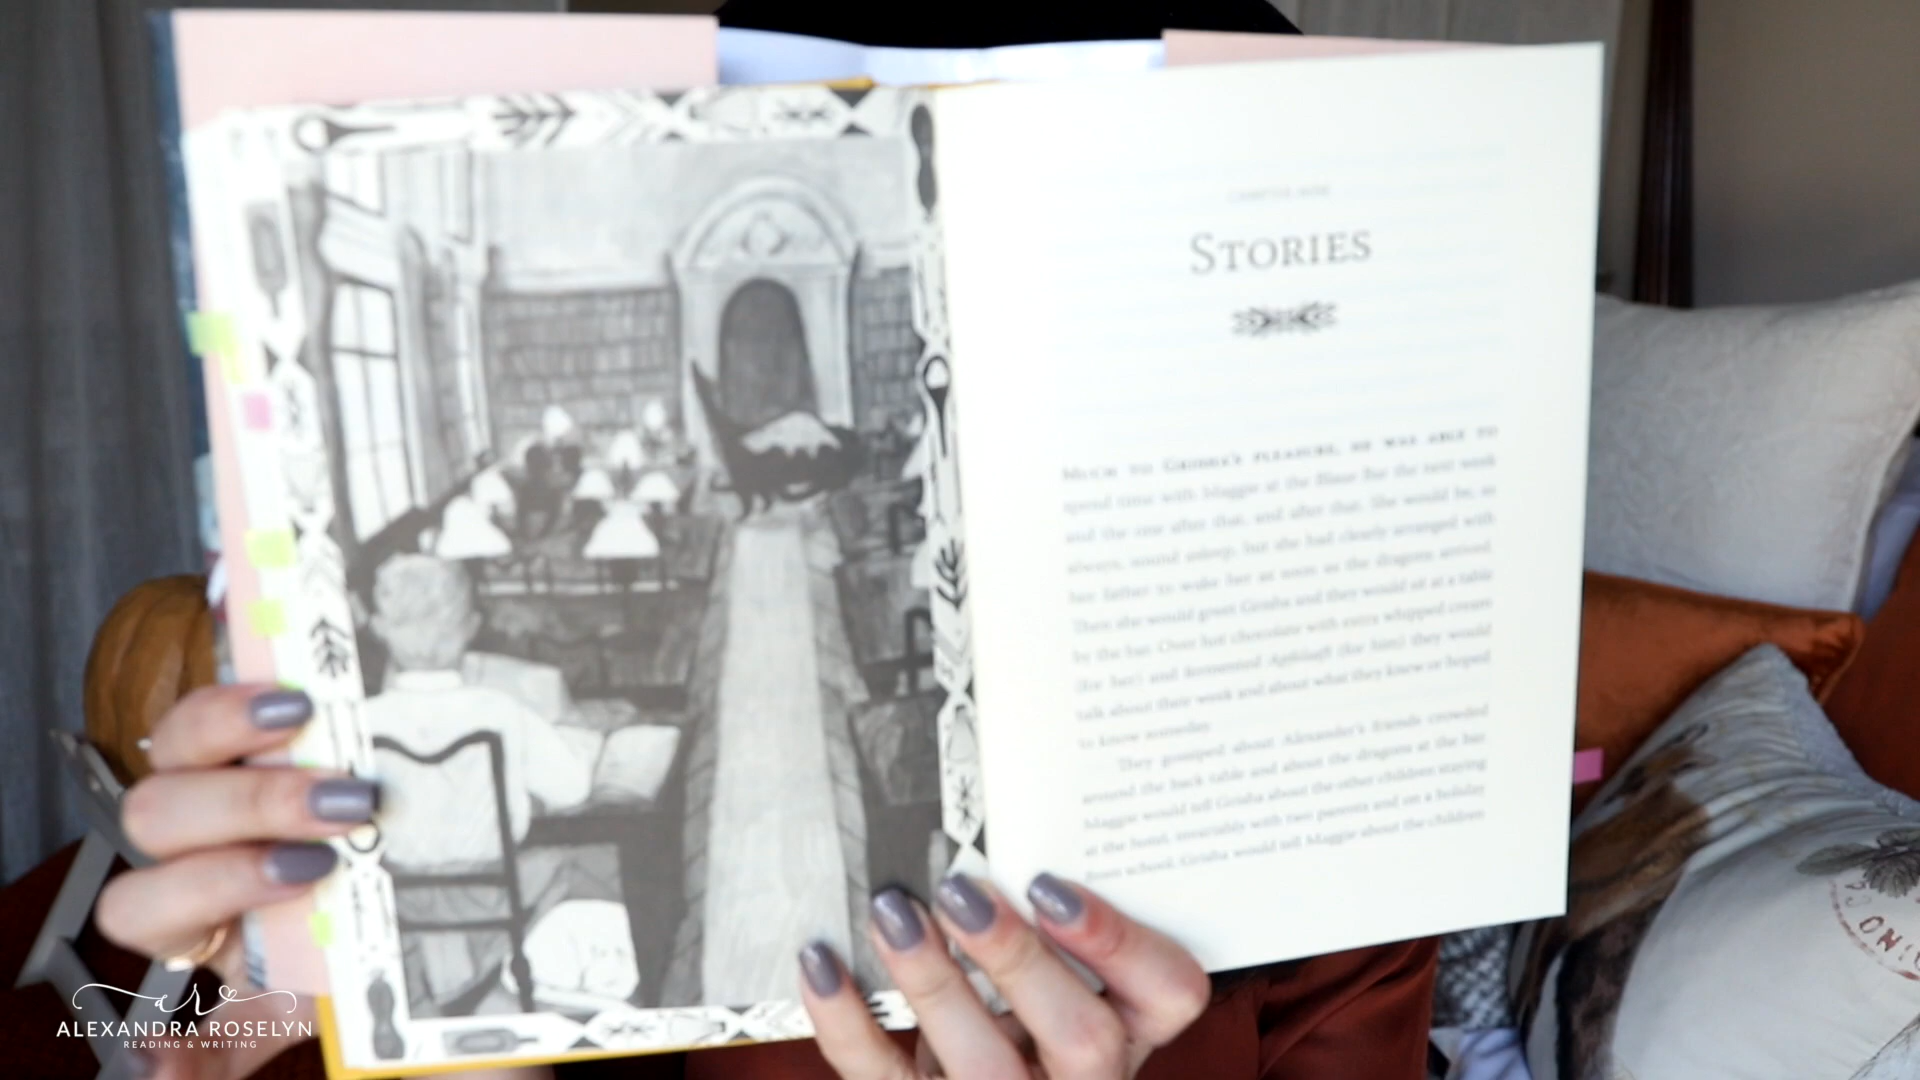 CHAPTER NINE
STORIES
MUCH TO GRISHA'S PLEASURE, HE WAS ABLE TO
spend time with Maggie at the Blaue Bar the next week
and the one after that, and after that. She would be, as
always, sound asleep, but she had clearly arranged with
her father to wake her as soon as the dragons arrived.
Then she would greet Grisha and they would sit at a table
by the bar. Over hot chocolate with extra whipped cream
(for her) and fermented Apfelsaft (for him) they would
talk about their week and about what they knew or hoped
to know someday.
They gossiped about Alexander's friends crowded
around the back table and about the dragons at the bar.
Maggie would tell Grisha about the other children staying
at the hotel, invariably with two parents and on a holiday
from school. Grisha would tell Maggie about the children
ALEXANDRA ROSELYN
READING & WRITING